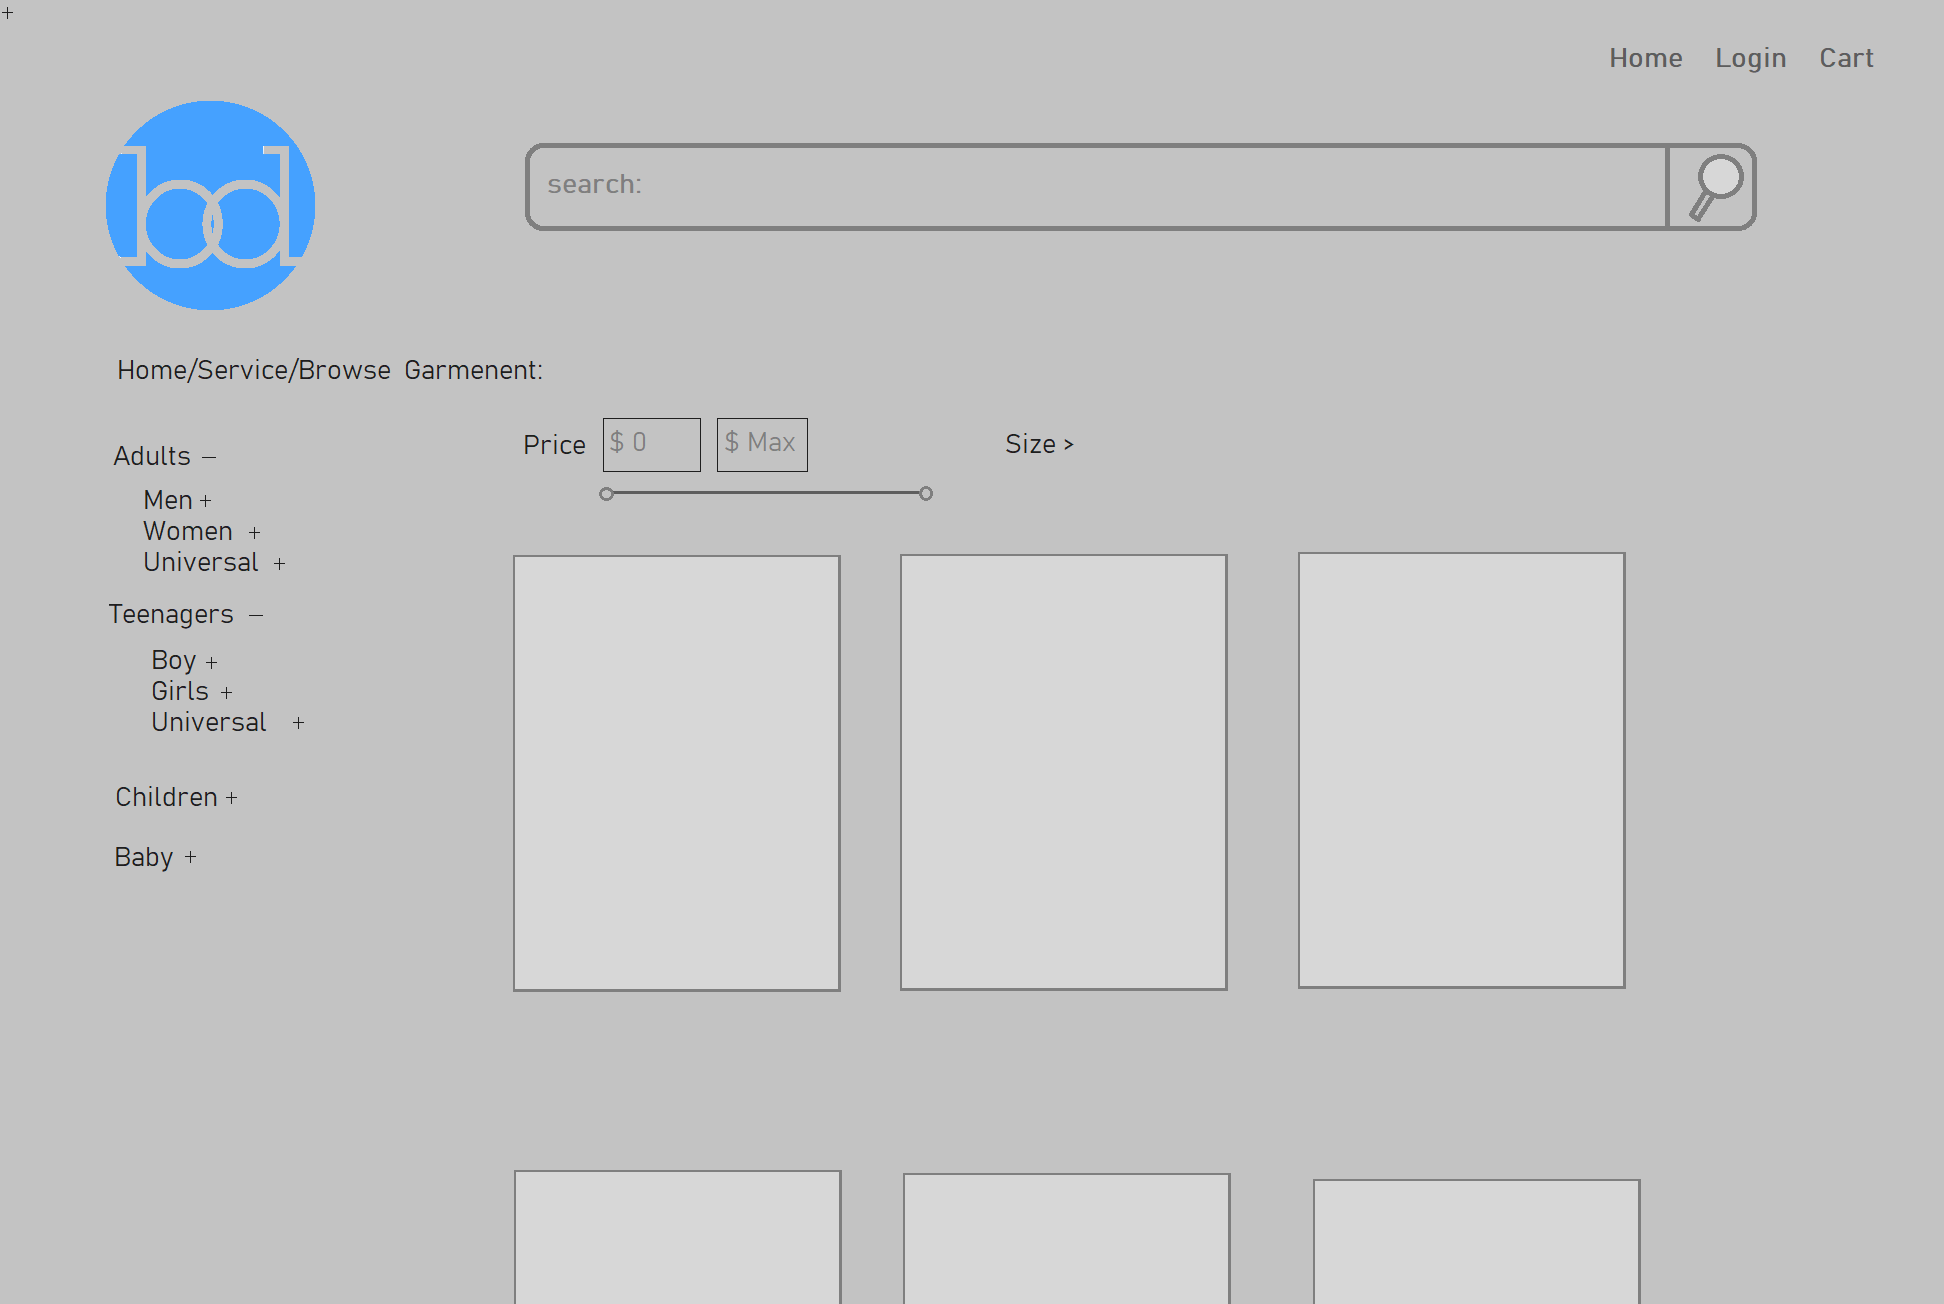 +
Home Login Cart
bd
search:
Home/Service/Browse Garmenent:
Price $ 0 $ Max Size >
Adults –
Men +
Women +
Universal +
Teenagers –
Boy +
Girls +
Universal +
Children +
Baby +